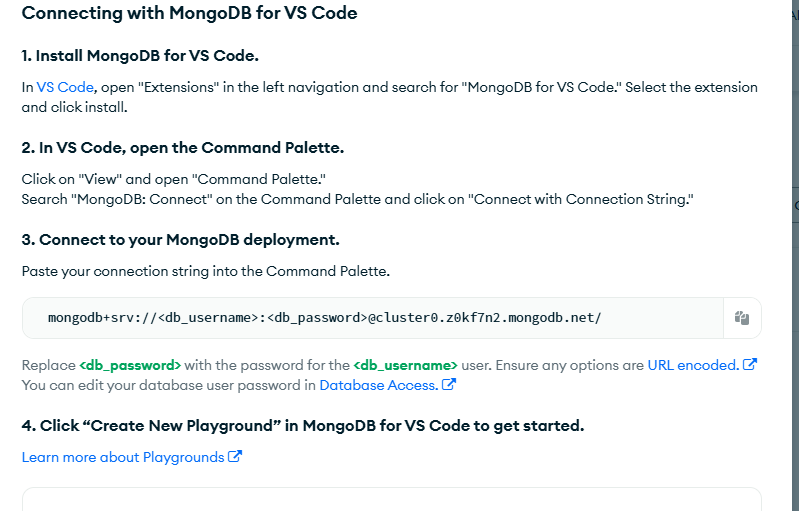 Connecting with MongoDB for VS Code
1. Install MongoDB for VS Code.
In VS Code, open "Extensions" in the left navigation and search for "MongoDB for VS Code." Select the extension
and click install.
2. In VS Code, open the Command Palette.
Click on "View" and open "Command Palette."
Search "MongoDB: Connect" on the Command Palette and click on "Connect with Connection String."
3. Connect to your MongoDB deployment.
Paste your connection string into the Command Palette.
mongodb+srv://<db_username>:<db_password>@cluster0.z0kf7n2.mongodb.net/
Replace <db_password> with the password for the <db_username> user. Ensure any options are URL encoded.
You can edit your database user password in Database Access.
4. Click “Create New Playground” in MongoDB for VS Code to get started.
Learn more about Playgrounds